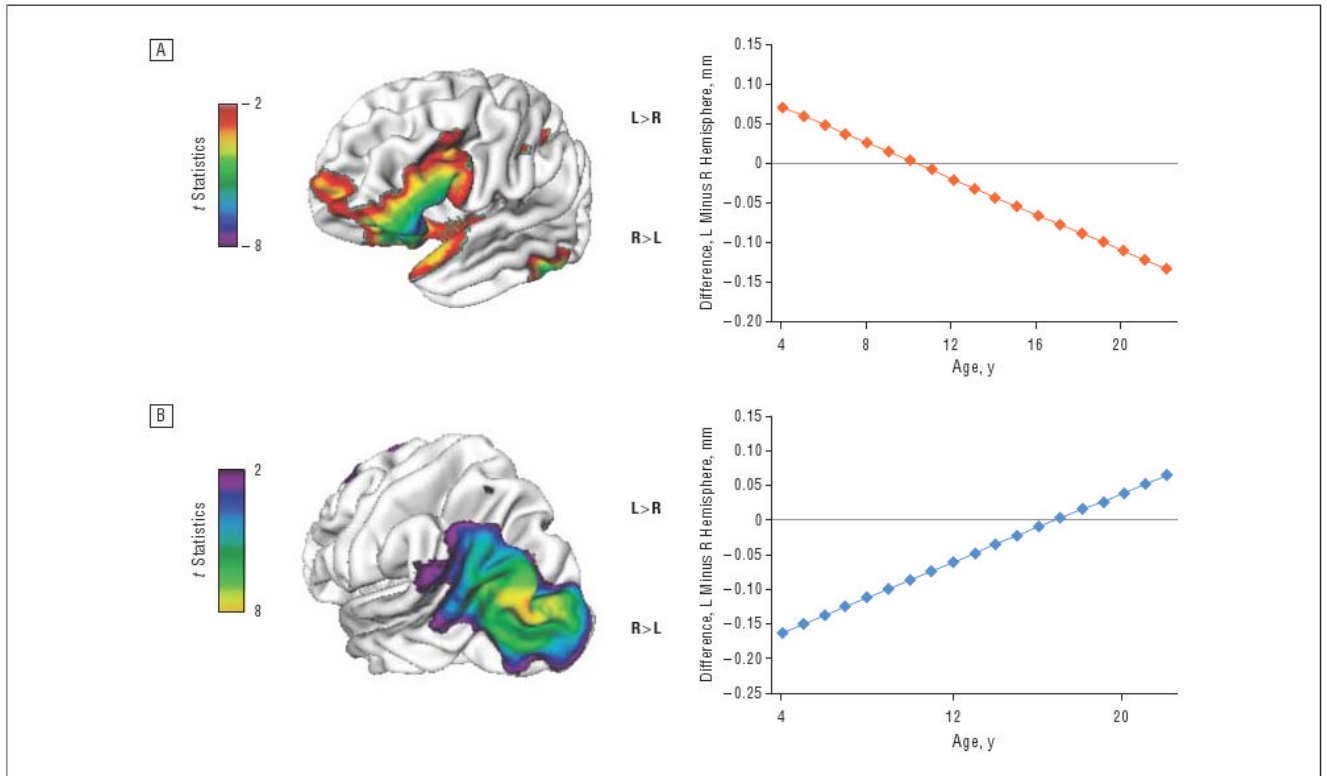 A
t Statistics
– 2
– 8
L>R
R>L
Difference, L Minus R Hemisphere, mm
0.15
0.10
0.05
0
–0.05
–0.10
–0.15
–0.20
4
8
12
16
20
Age, y
B
t Statistics
2
8
L>R
R>L
Difference, L Minus R Hemisphere, mm
0.15
0.10
0.05
0
–0.05
–0.10
–0.15
–0.20
–0.25
4
12
20
Age, y